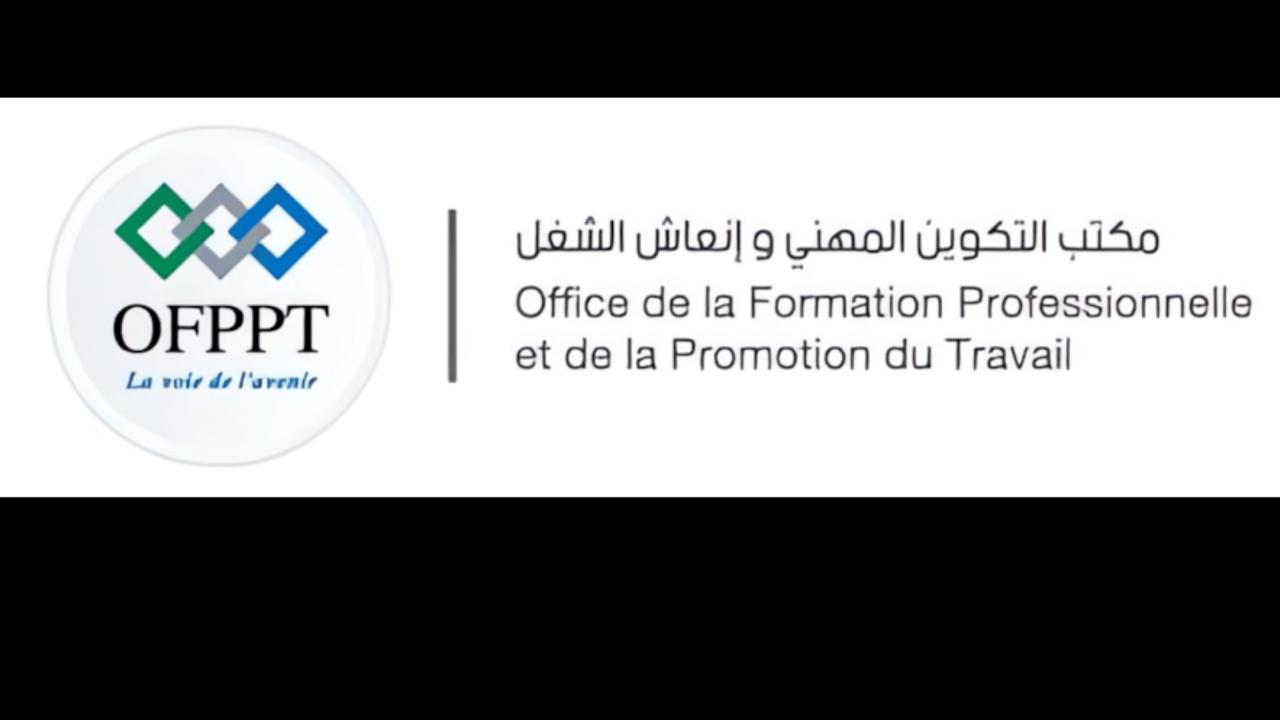 OFPPT
La voie de l'avenir
مكتب التكوين المهني و إنعاش الشغل
Office de la Formation Professionnelle
et de la Promotion du Travail